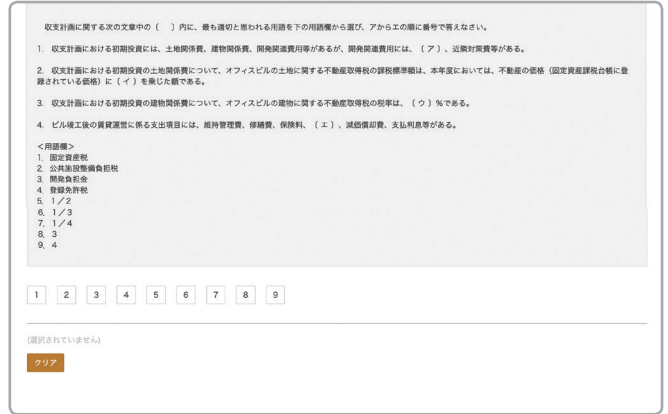 収支計画に関する次の文章中の〔　〕内に、最も適切と思われる用語を下の用語欄から選び、アからエの順に番号で答えなさい。
1. 収支計画における初期投資には、土地関係費、建物関係費、開発関連費用等があるが、開発関連費用には、〔 ア 〕、近隣対策費等がある。
2. 収支計画における初期投資の土地関係費について、オフィスビルの土地に関する不動産取得税の課税標準額は、本年度においては、不動産の価格（固定資産課税台帳に登
録されている価格）に〔 イ 〕を乗じた額である。
3. 収支計画における初期投資の建物関係費について、オフィスビルの建物に関する不動産取得税の税率は、〔 ウ 〕%である。
4. ビル竣工後の賃貸運営に係る支出項目には、維持管理費、修繕費、保険料、〔 エ 〕、減価償却費、支払利息等がある。
<用語欄>
1. 固定資産税
2. 公共施設整備負担税
3. 開発負担金
4. 登録免許税
5. 1／2
6. 1／3
7. 1／4
8. 3
9. 4
1 2 3 4 5 6 7 8 9
(選択されていません)
クリア